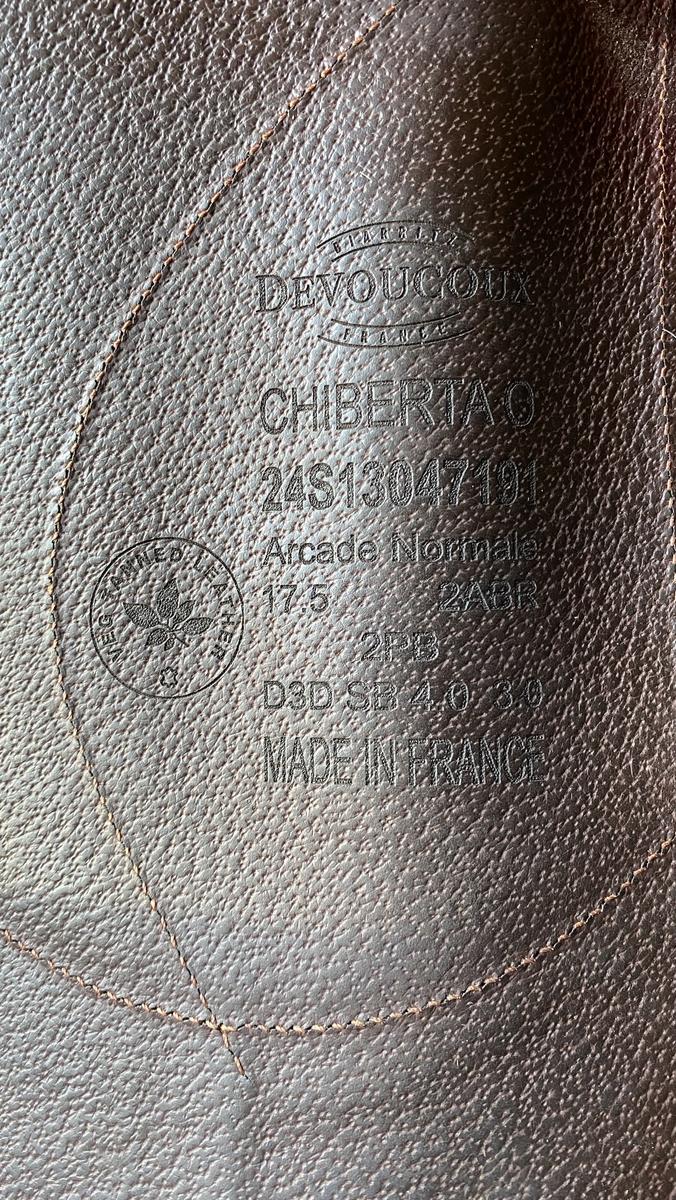 BIARRITZ
DEVOUCOUX
FRANCE
CHIBERTA O
24S13047191
Arcade Normale
17.5 2ABR
2PB
D3D SB 4.0 3.0
MADE IN FRANCE
VEG TANNED LEATHER